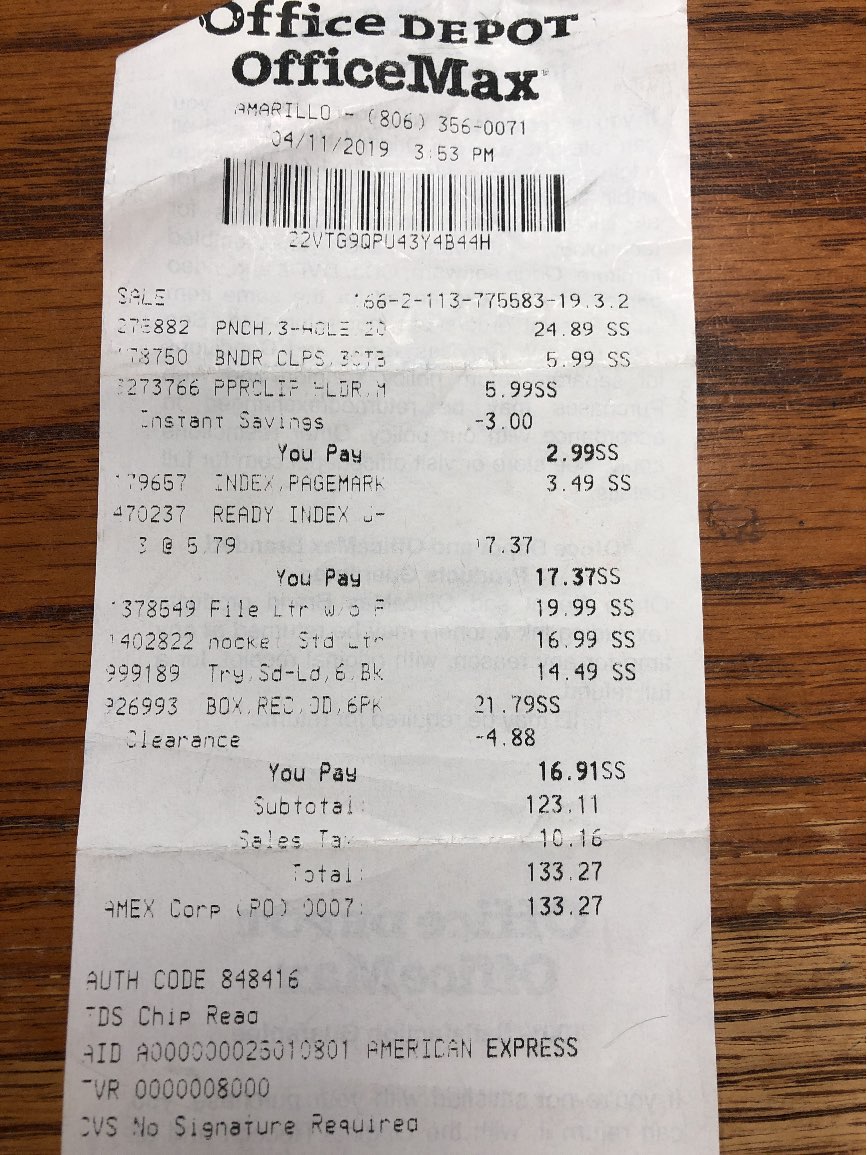 Office DEPOT
OfficeMax
AMARILLO - (806) 356-0071
04/11/2019 3:53 PM
22VTG9QPU43Y4B44H
SALE 166-2-113-775583-19.3.2
PNCH,3-HOLE 20 24.89 SS
178750 BNDR CLPS,30TB 5.99 SS
PPRCLIP HLDR,M 5.99SS
Instant Savings -3.00
You Pay 2.99SS
179657 INDEX,PAGEMARK 3.49 SS
470237 READY INDEX
3 @ 5.79 17.37
You Pay 17.37SS
1378549 File Ltr w/o P 19.99 SS
1402822 Std Ltr 16.99 SS
999189 Try,Sd-Ld,6,Bk 14.49 SS
926993 BOX,REC,OD,6PK 21.79SS
Clearance -4.88
You Pay 16.91SS
Subtotal: 123.11
Sales Tax 10.16
Total: 133.27
AMEX Corp (PO) 0007: 133.27
AUTH CODE 848416
TDS Chip Read
AID A000000025010801 AMERICAN EXPRESS
TVR 0000008000
CVS No Signature Required